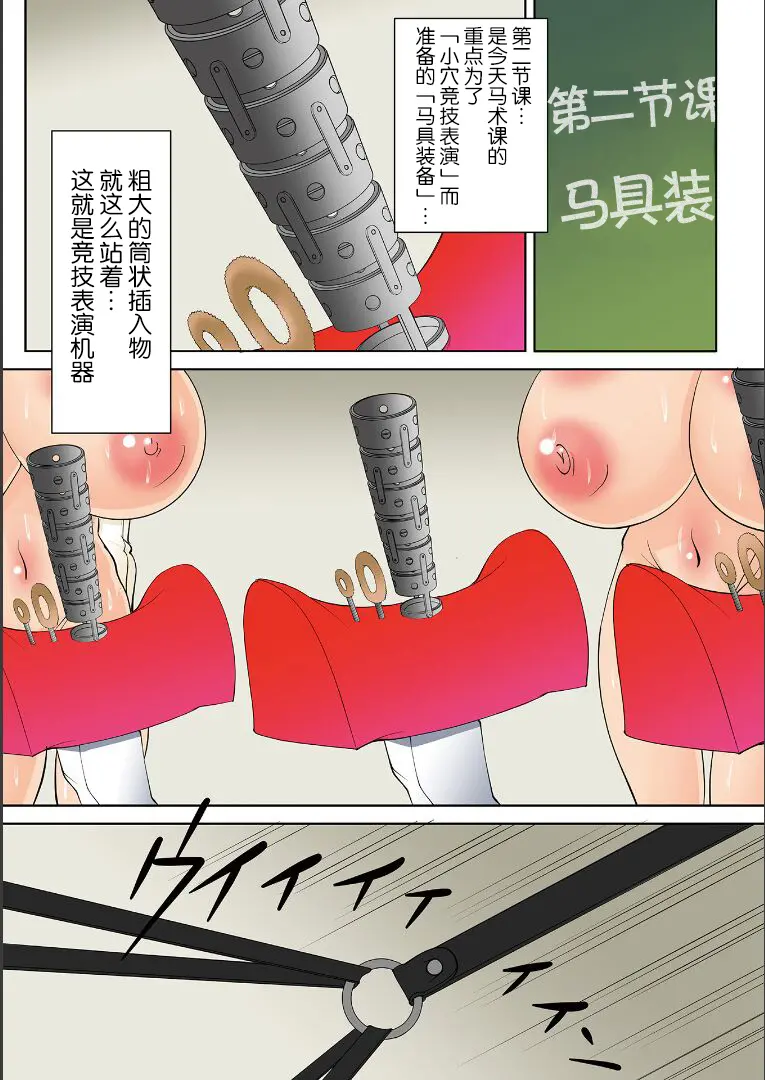 第二节课
马具装
第二节课…
是今天马术课的
重点为了
「小穴竞技表演」而
准备的「马具装备」…
粗大的筒状插入物
就这么站着…
这就是竞技表演机器
ウイイイィ
ィィン